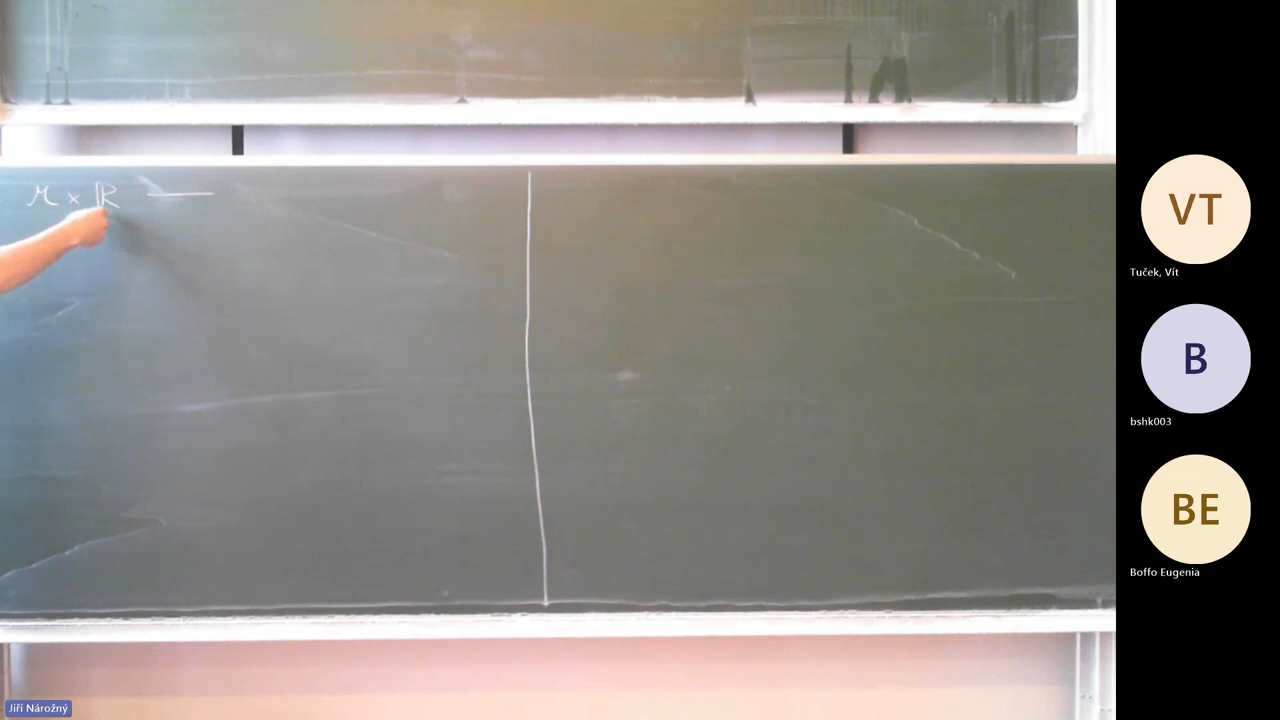 M × ℝ —
VT
Tuček, Vít
B
bshk003
BE
Boffo Eugenia
Jiří Nárožný